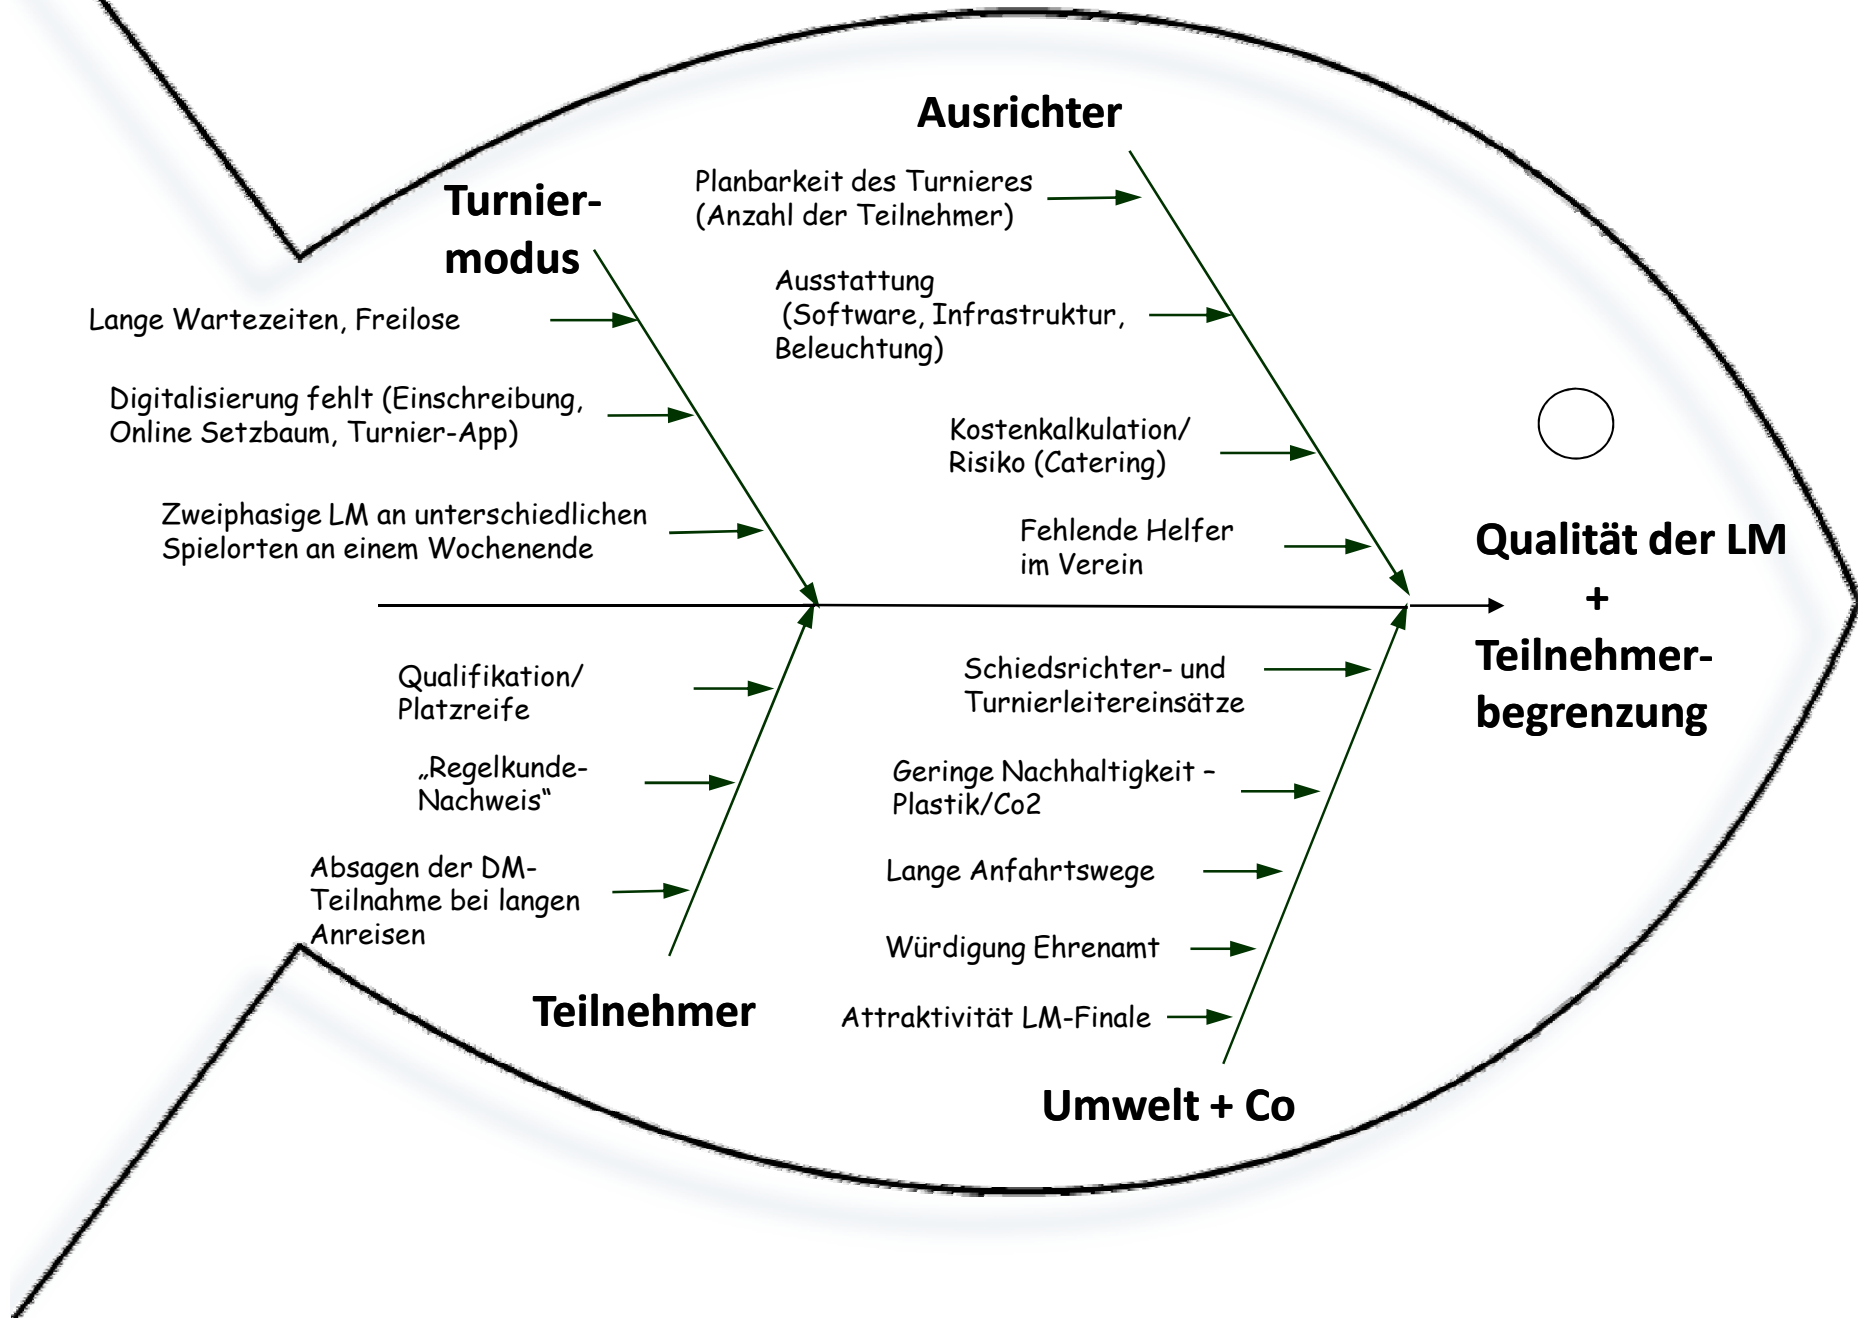 Ausrichter
Planbarkeit des Turnieres
(Anzahl der Teilnehmer)
Ausstattung
(Software, Infrastruktur,
Beleuchtung)
Kostenkalkulation/
Risiko (Catering)
Fehlende Helfer
im Verein
Turnier-
modus
Lange Wartezeiten, Freilose
Digitalisierung fehlt (Einschreibung,
Online Setzbaum, Turnier-App)
Zweiphasige LM an unterschiedlichen
Spielorten an einem Wochenende
Qualität der LM
+
Teilnehmer-
begrenzung
Qualifikation/
Platzreife
„Regelkunde-
Nachweis“
Absagen der DM-
Teilnahme bei langen
Anreisen
Teilnehmer
Schiedsrichter- und
Turnierleitereinsätze
Geringe Nachhaltigkeit –
Plastik/Co2
Lange Anfahrtswege
Würdigung Ehrenamt
Attraktivität LM-Finale
Umwelt + Co